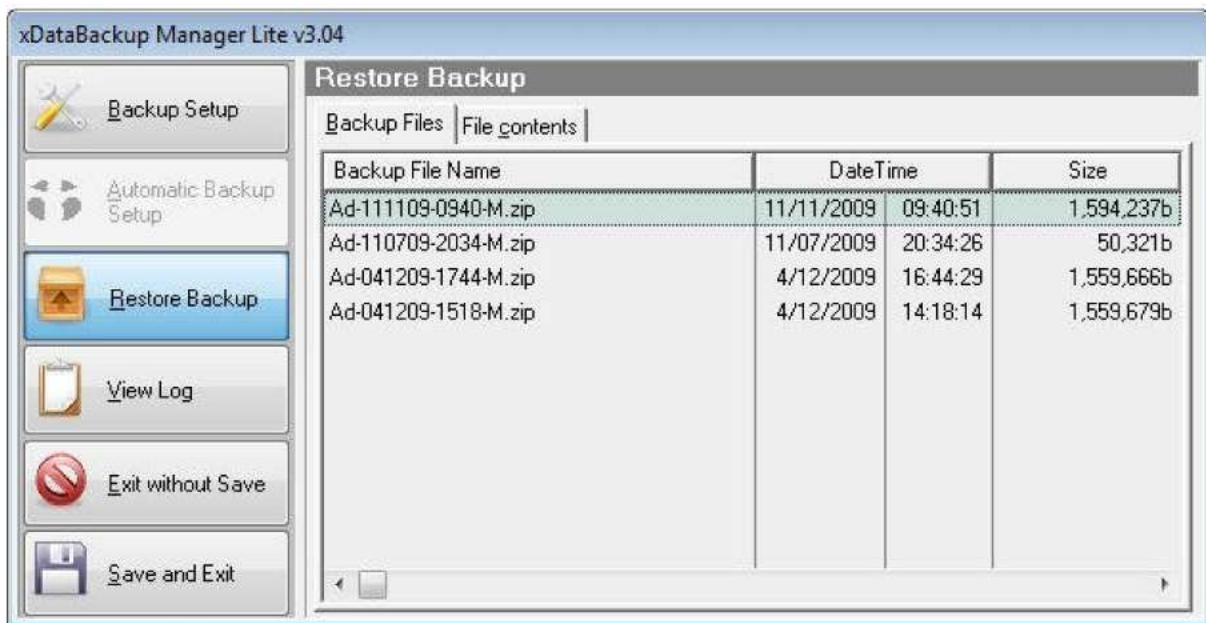 xDataBackup Manager Lite v3.04
Backup Setup
Automatic Backup
Setup
Restore Backup
View Log
Exit without Save
Save and Exit
Restore Backup
Backup Files File contents
Backup File Name DateTime Size
Ad-111109-0940-M.zip 11/11/2009 09:40:51 1,594,237b
Ad-110709-2034-M.zip 11/07/2009 20:34:26 50,321b
Ad-041209-1744-M.zip 4/12/2009 16:44:29 1,559,666b
Ad-041209-1518-M.zip 4/12/2009 14:18:14 1,559,679b